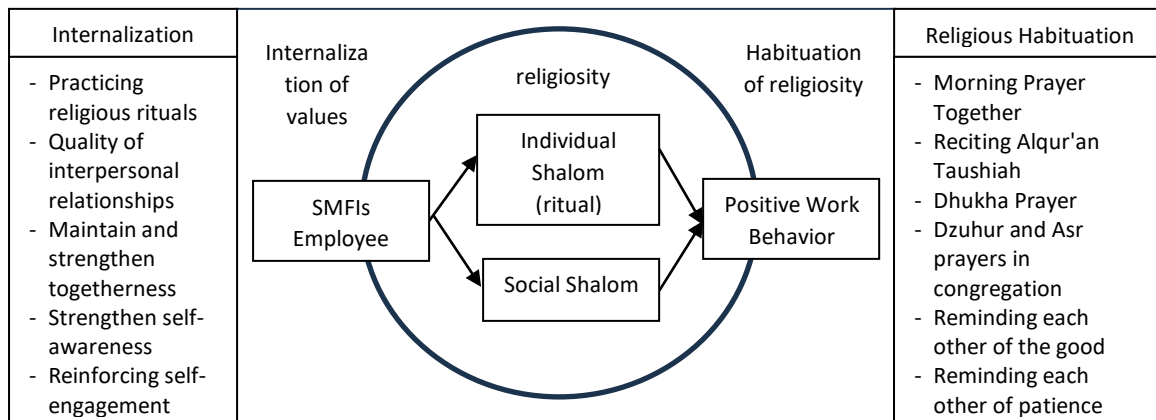 Internalization
- Practicing
religious rituals
- Quality of
interpersonal
relationships
- Maintain and
strengthen
togetherness
- Strengthen self-
awareness
- Reinforcing self-
engagement
Internaliza
tion of
values
religiosity
Habituation
of religiosity
SMFIs
Employee
Individual
Shalom
(ritual)
Social Shalom
Positive Work
Behavior
Religious Habituation
- Morning Prayer
Together
- Reciting Alqur'an
Taushiah
- Dhukha Prayer
- Dzuhur and Asr
prayers in
congregation
- Reminding each
other of the good
- Reminding each
other of patience